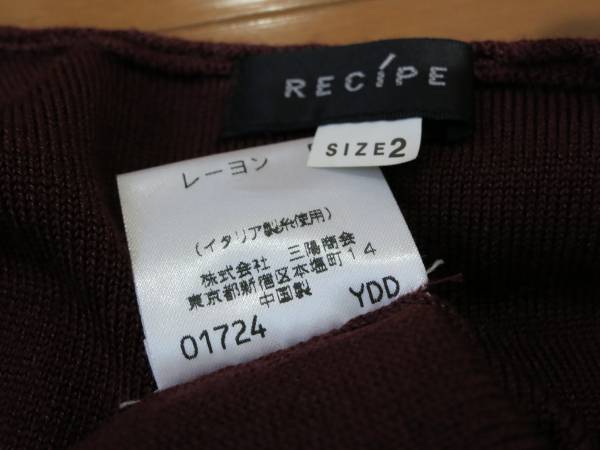 RECIPE
SIZE2
レーヨン
(イタリア製糸使用)
株式会社 三陽商会
東京都新宿区本塩町14
中国製
01724 YDD